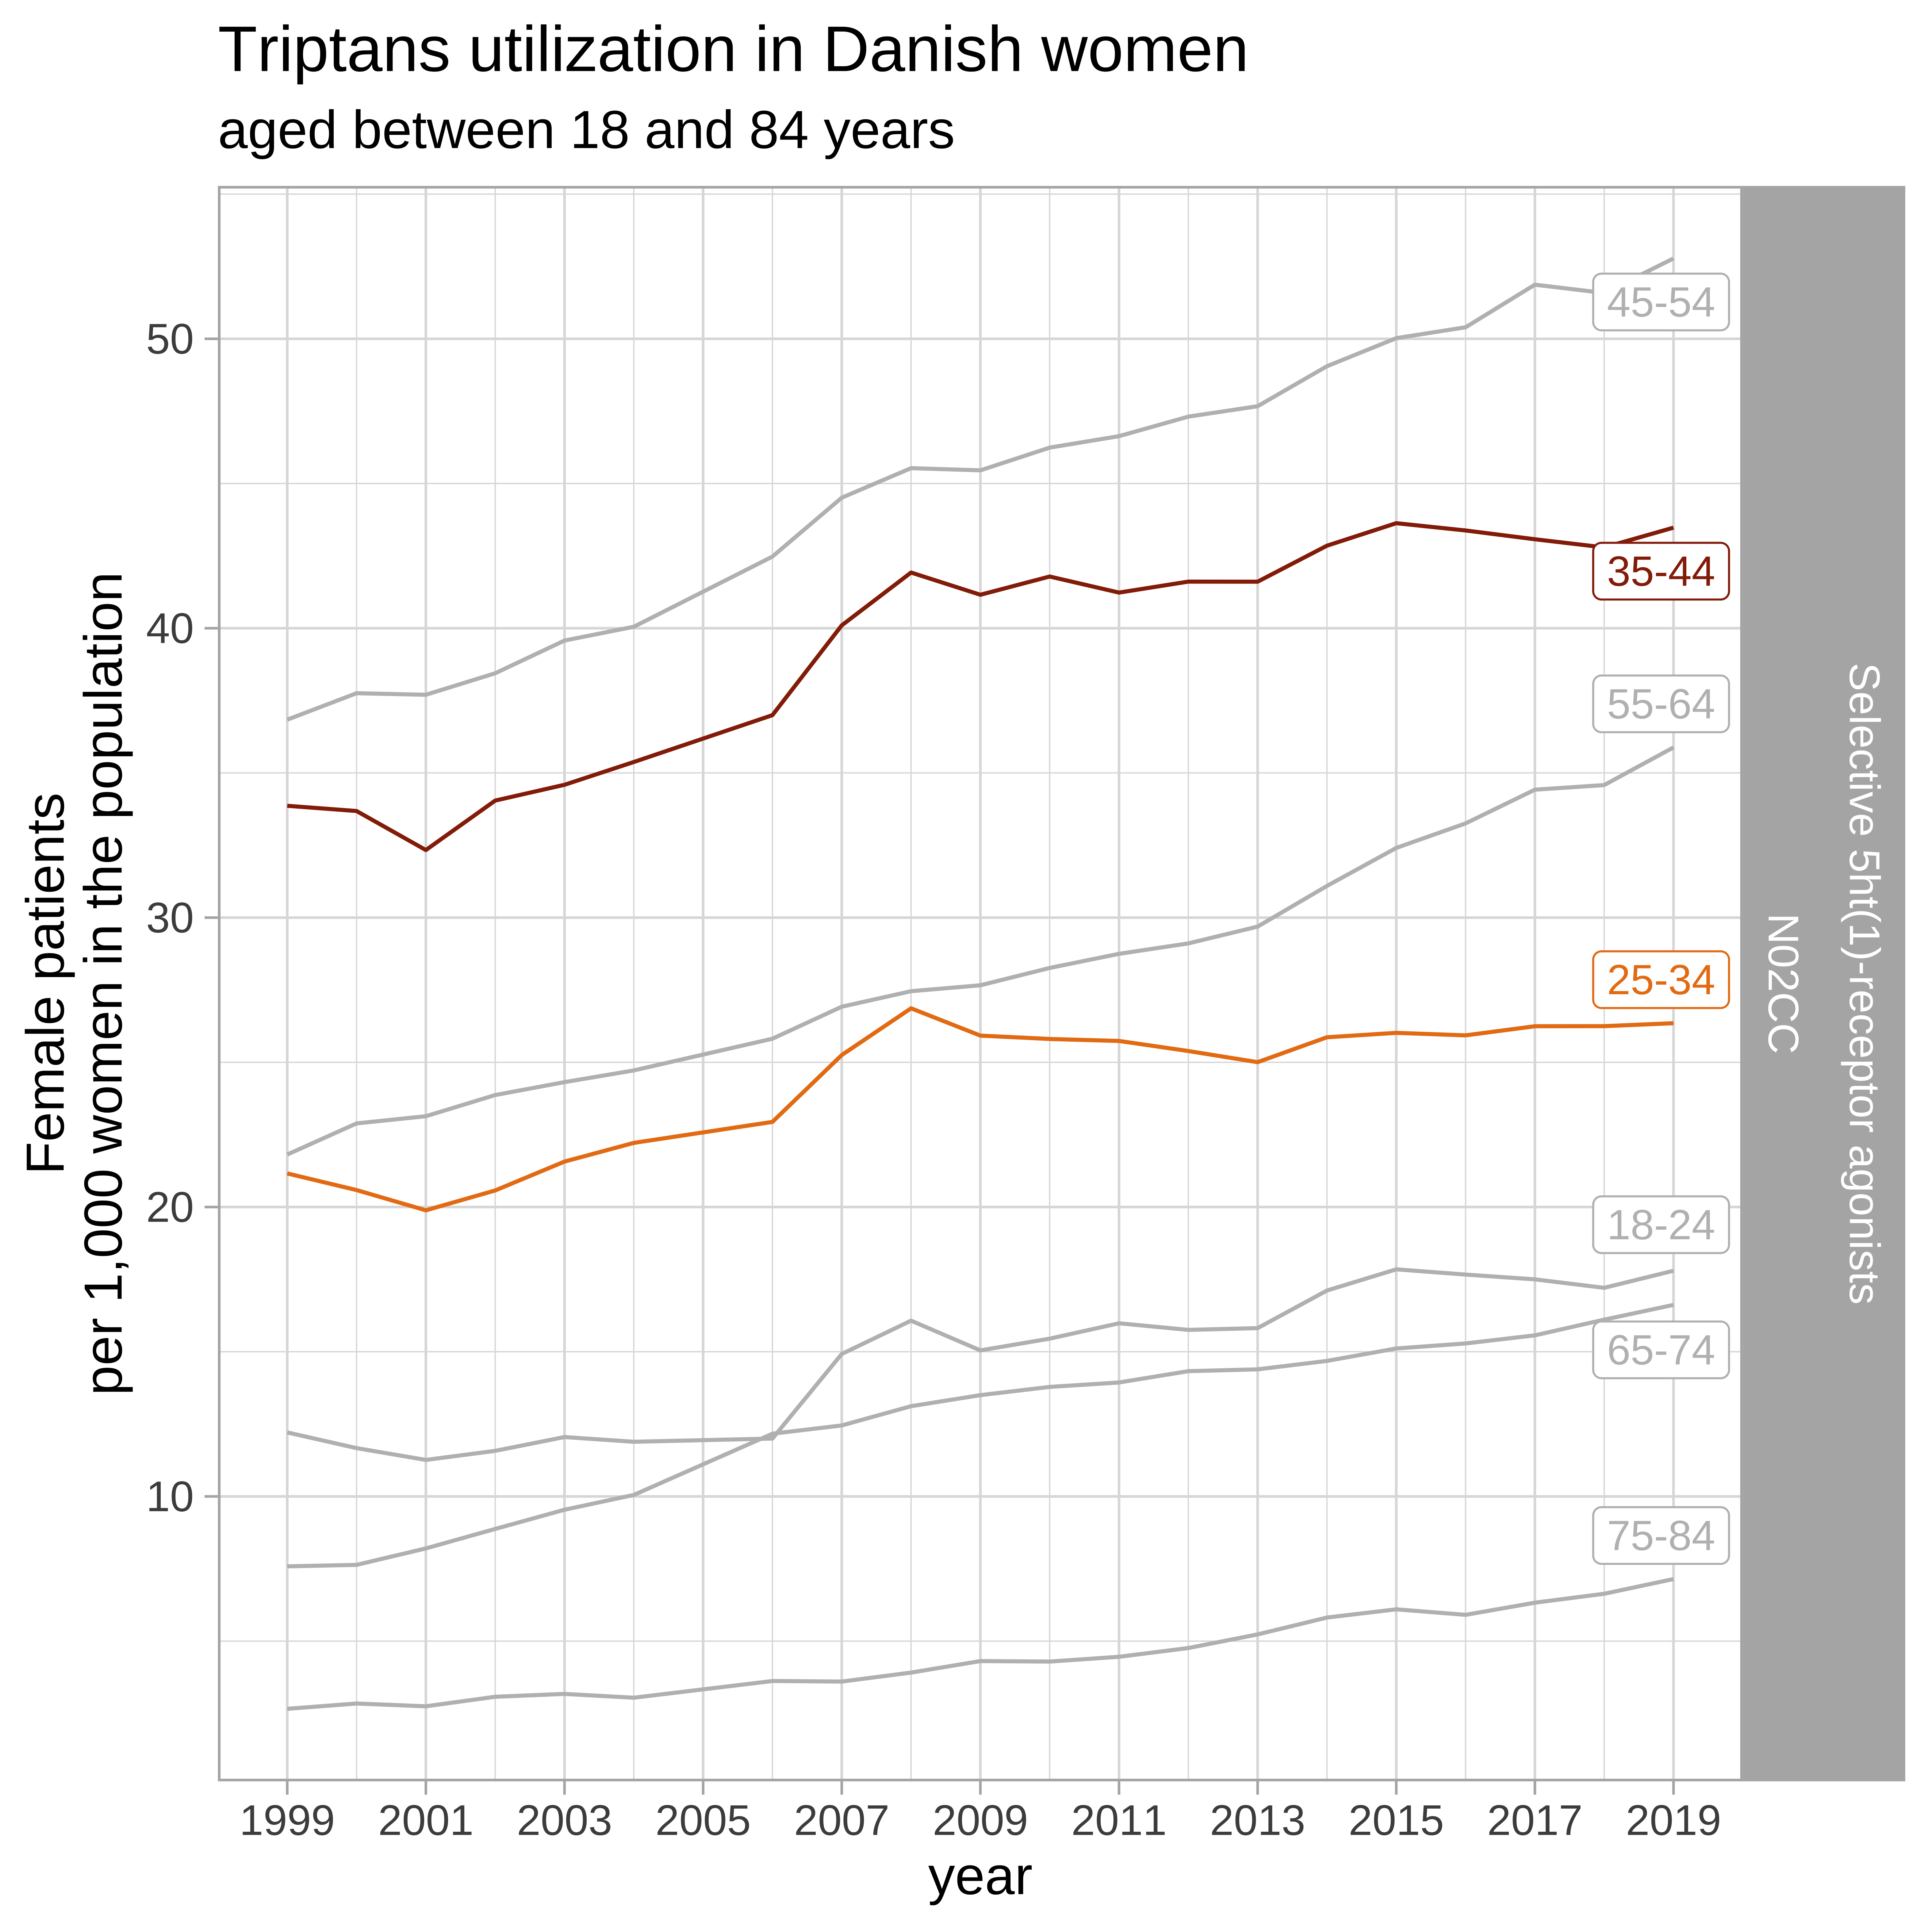 Triptans utilization in Danish women
aged between 18 and 84 years
Female patients
per 1,000 women in the population
50
40
30
20
10
45-54
35-44
55-64
25-34
18-24
65-74
75-84
Selective 5ht(1)-receptor agonists
N02CC
1999 2001 2003 2005 2007 2009 2011 2013 2015 2017 2019
year